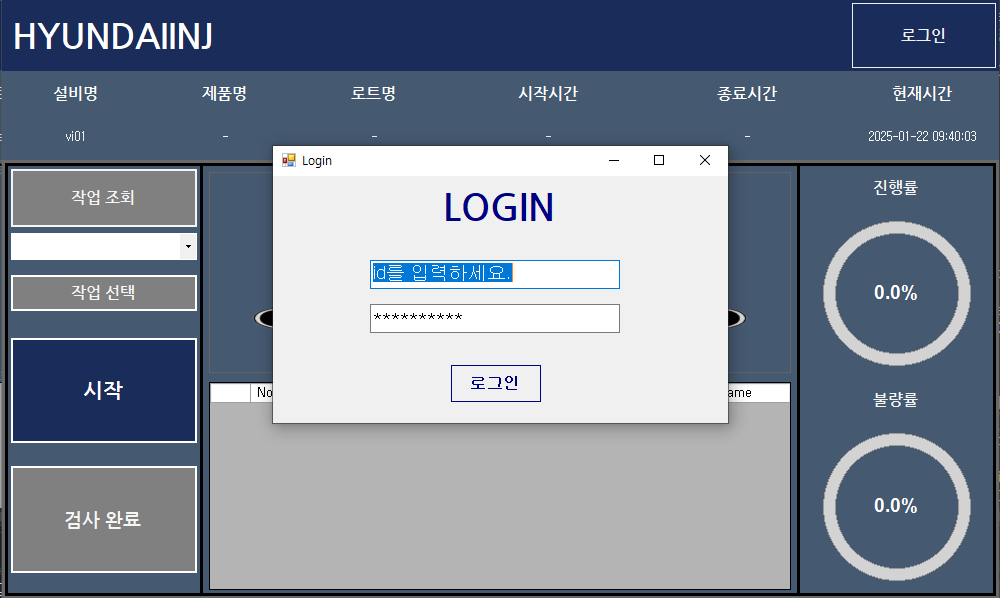 HYUNDAIINJ
로그인
설비명 제품명 로트명 시작시간 종료시간 현재시간
vi01 - - - - 2025-01-22 09:40:03
Login
작업 조회
작업 선택
시작
검사 완료
LOGIN
id를 입력하세요.
**********
로그인
No ame
진행률
0.0%
불량률
0.0%